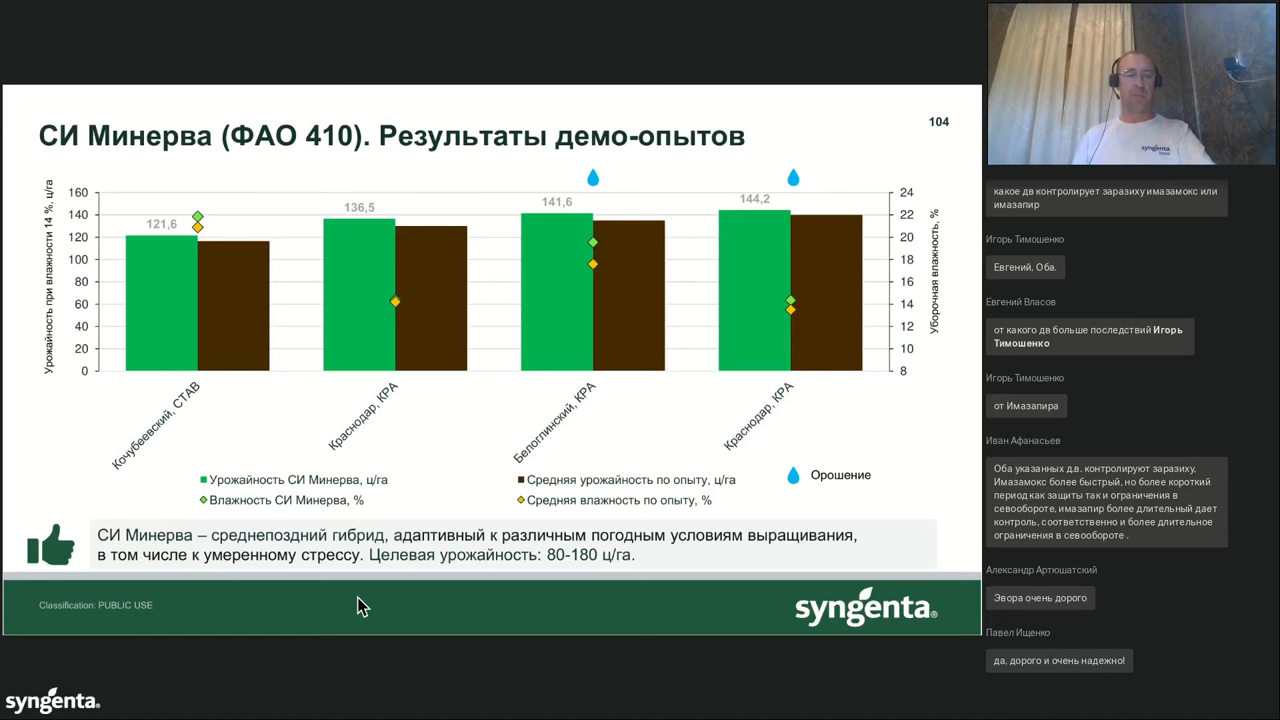 СИ Минерва (ФАО 410). Результаты демо-опытов
104
Урожайность при влажности 14 %, ц/га
160
140
120
100
80
60
40
20
0
121,6
136,5
141,6
144,2
24
22
20
18
16
14
12
10
8
Уборочная влажность, %
Кочубеевский, СТАВ
Краснодар, КРА
Белоглинский, КРА
Краснодар, КРА
Урожайность СИ Минерва, ц/га
Средняя урожайность по опыту, ц/га
Орошение
Влажность СИ Минерва, %
Средняя влажность по опыту, %
СИ Минерва – среднепоздний гибрид, адаптивный к различным погодным условиям выращивания,
в том числе к умеренному стрессу. Целевая урожайность: 80-180 ц/га.
Classification: PUBLIC USE
syngenta®
syngenta.
syngenta
какое дв контролирует заразиху имазамокс или
имазапир
Игорь Тимошенко
Евгений, Оба.
Евгений Власов
от какого дв больше последствий Игорь
Тимошенко
Игорь Тимошенко
от Имазапира
Иван Афанасьев
Оба указанных д.в. контролируют заразиху,
Имазамокс более быстрый, но более короткий
период как защиты так и ограничения в
севообороте, имазапир более длительный дает
контроль, соответственно и более длительное
ограничения в севообороте .
Александр Артюшатский
Эвора очень дорого
Павел Ищенко
да, дорого и очень надежно!